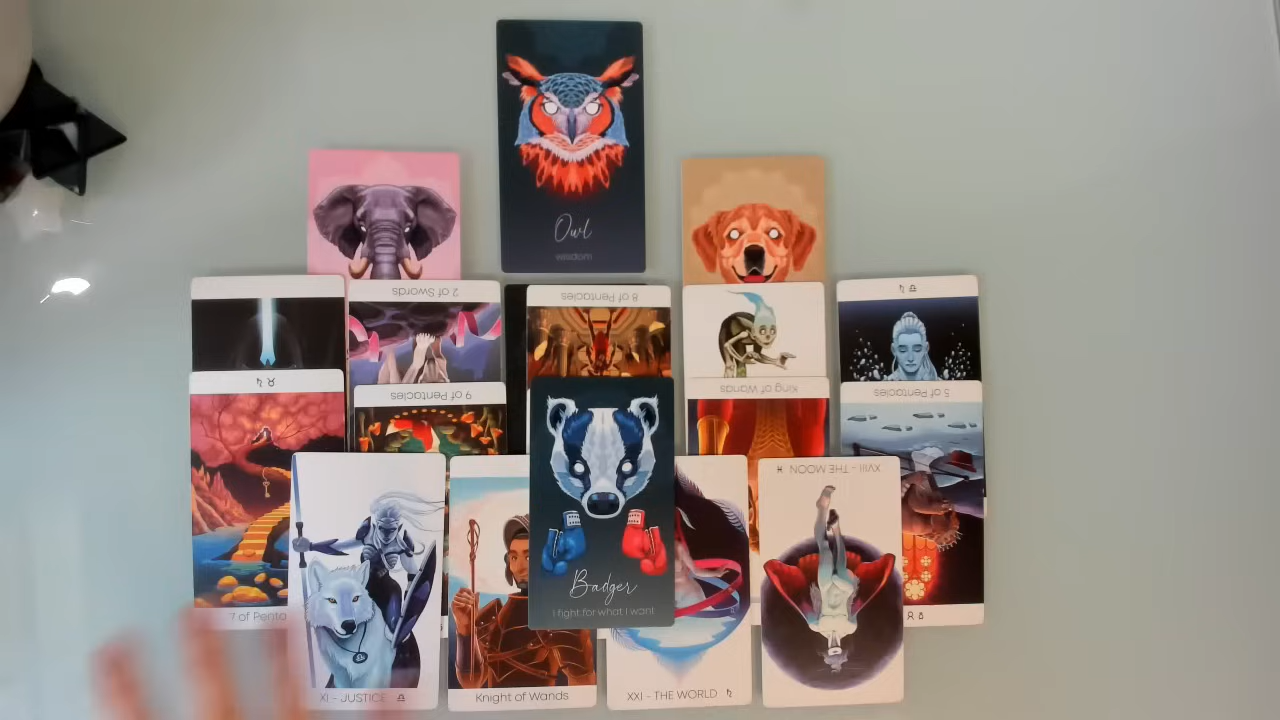 Owl
wisdom
2 of Swords
8 of Pentacles
9 of Pentacles
King of Wands
5 of Pentacles
XVIII - THE MOON
Badger
I fight for what I want
7 of Penta
XI - JUSTICE
Knight of Wands
XXI - THE WORLD